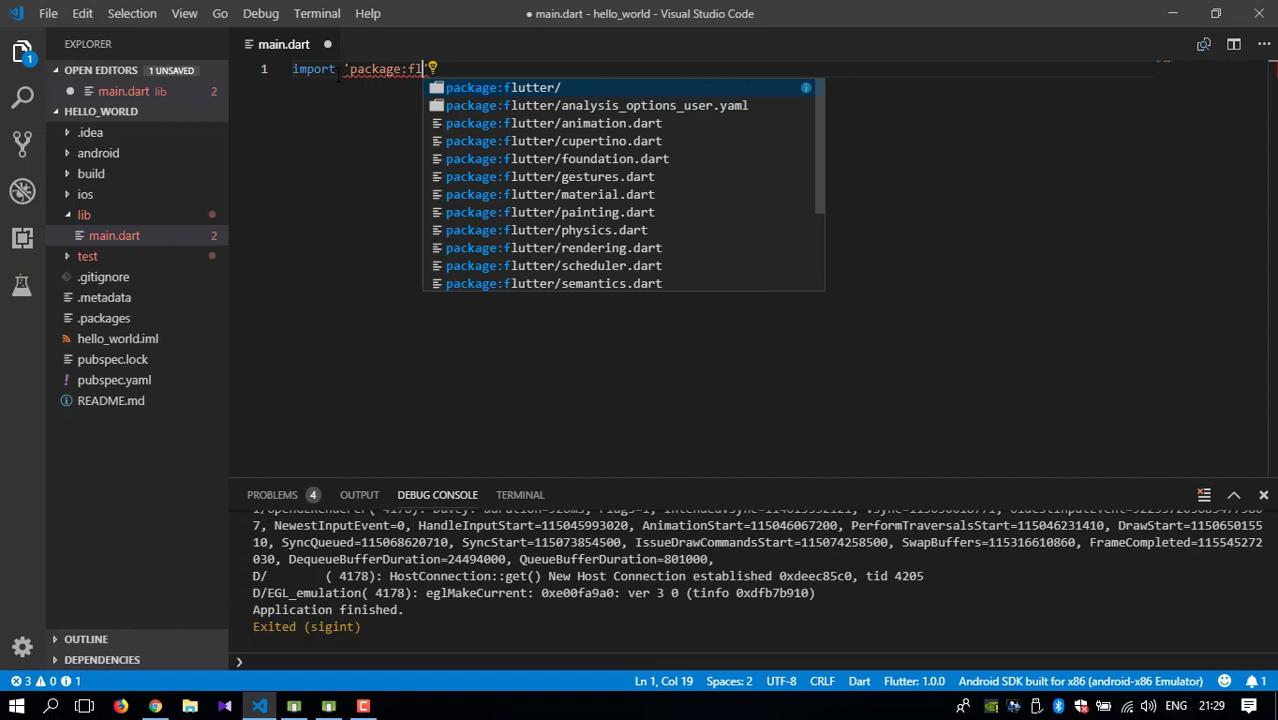 File Edit Selection View Go Debug Terminal Help
● main.dart - hello_world - Visual Studio Code
EXPLORER
main.dart
OPEN EDITORS 1 UNSAVED
main.dart lib 2
HELLO_WORLD
.idea
android
build
ios
lib
main.dart 2
test
.gitignore
.metadata
.packages
hello_world.iml
pubspec.lock
pubspec.yaml
README.md
OUTLINE
DEPENDENCIES
1 import 'package:fl'
package:flutter/
package:flutter/analysis_options_user.yaml
package:flutter/animation.dart
package:flutter/cupertino.dart
package:flutter/foundation.dart
package:flutter/gestures.dart
package:flutter/material.dart
package:flutter/painting.dart
package:flutter/physics.dart
package:flutter/rendering.dart
package:flutter/scheduler.dart
package:flutter/semantics.dart
PROBLEMS 4 OUTPUT DEBUG CONSOLE TERMINAL
7, NewestInputEvent=0, HandleInputStart=115045993020, AnimationStart=115046067200, PerformTraversalsStart=115046231410, DrawStart=1150650155
10, SyncQueued=115068620710, SyncStart=115073854500, IssueDrawCommandsStart=115074258500, SwapBuffers=115316610860, FrameCompleted=115545272
030, DequeueBufferDuration=24494000, QueueBufferDuration=801000,
D/ ( 4178): HostConnection::get() New Host Connection established 0xdeec85c0, tid 4205
D/EGL_emulation( 4178): eglMakeCurrent: 0xe00fa9a0: ver 3 0 (tinfo 0xdfb7b910)
Application finished.
Exited (sigint)
3 0 1 Ln 1, Col 19 Spaces: 2 UTF-8 CRLF Dart Flutter: 1.0.0 Android SDK built for x86 (android-x86 Emulator) 1
ENG 21:29